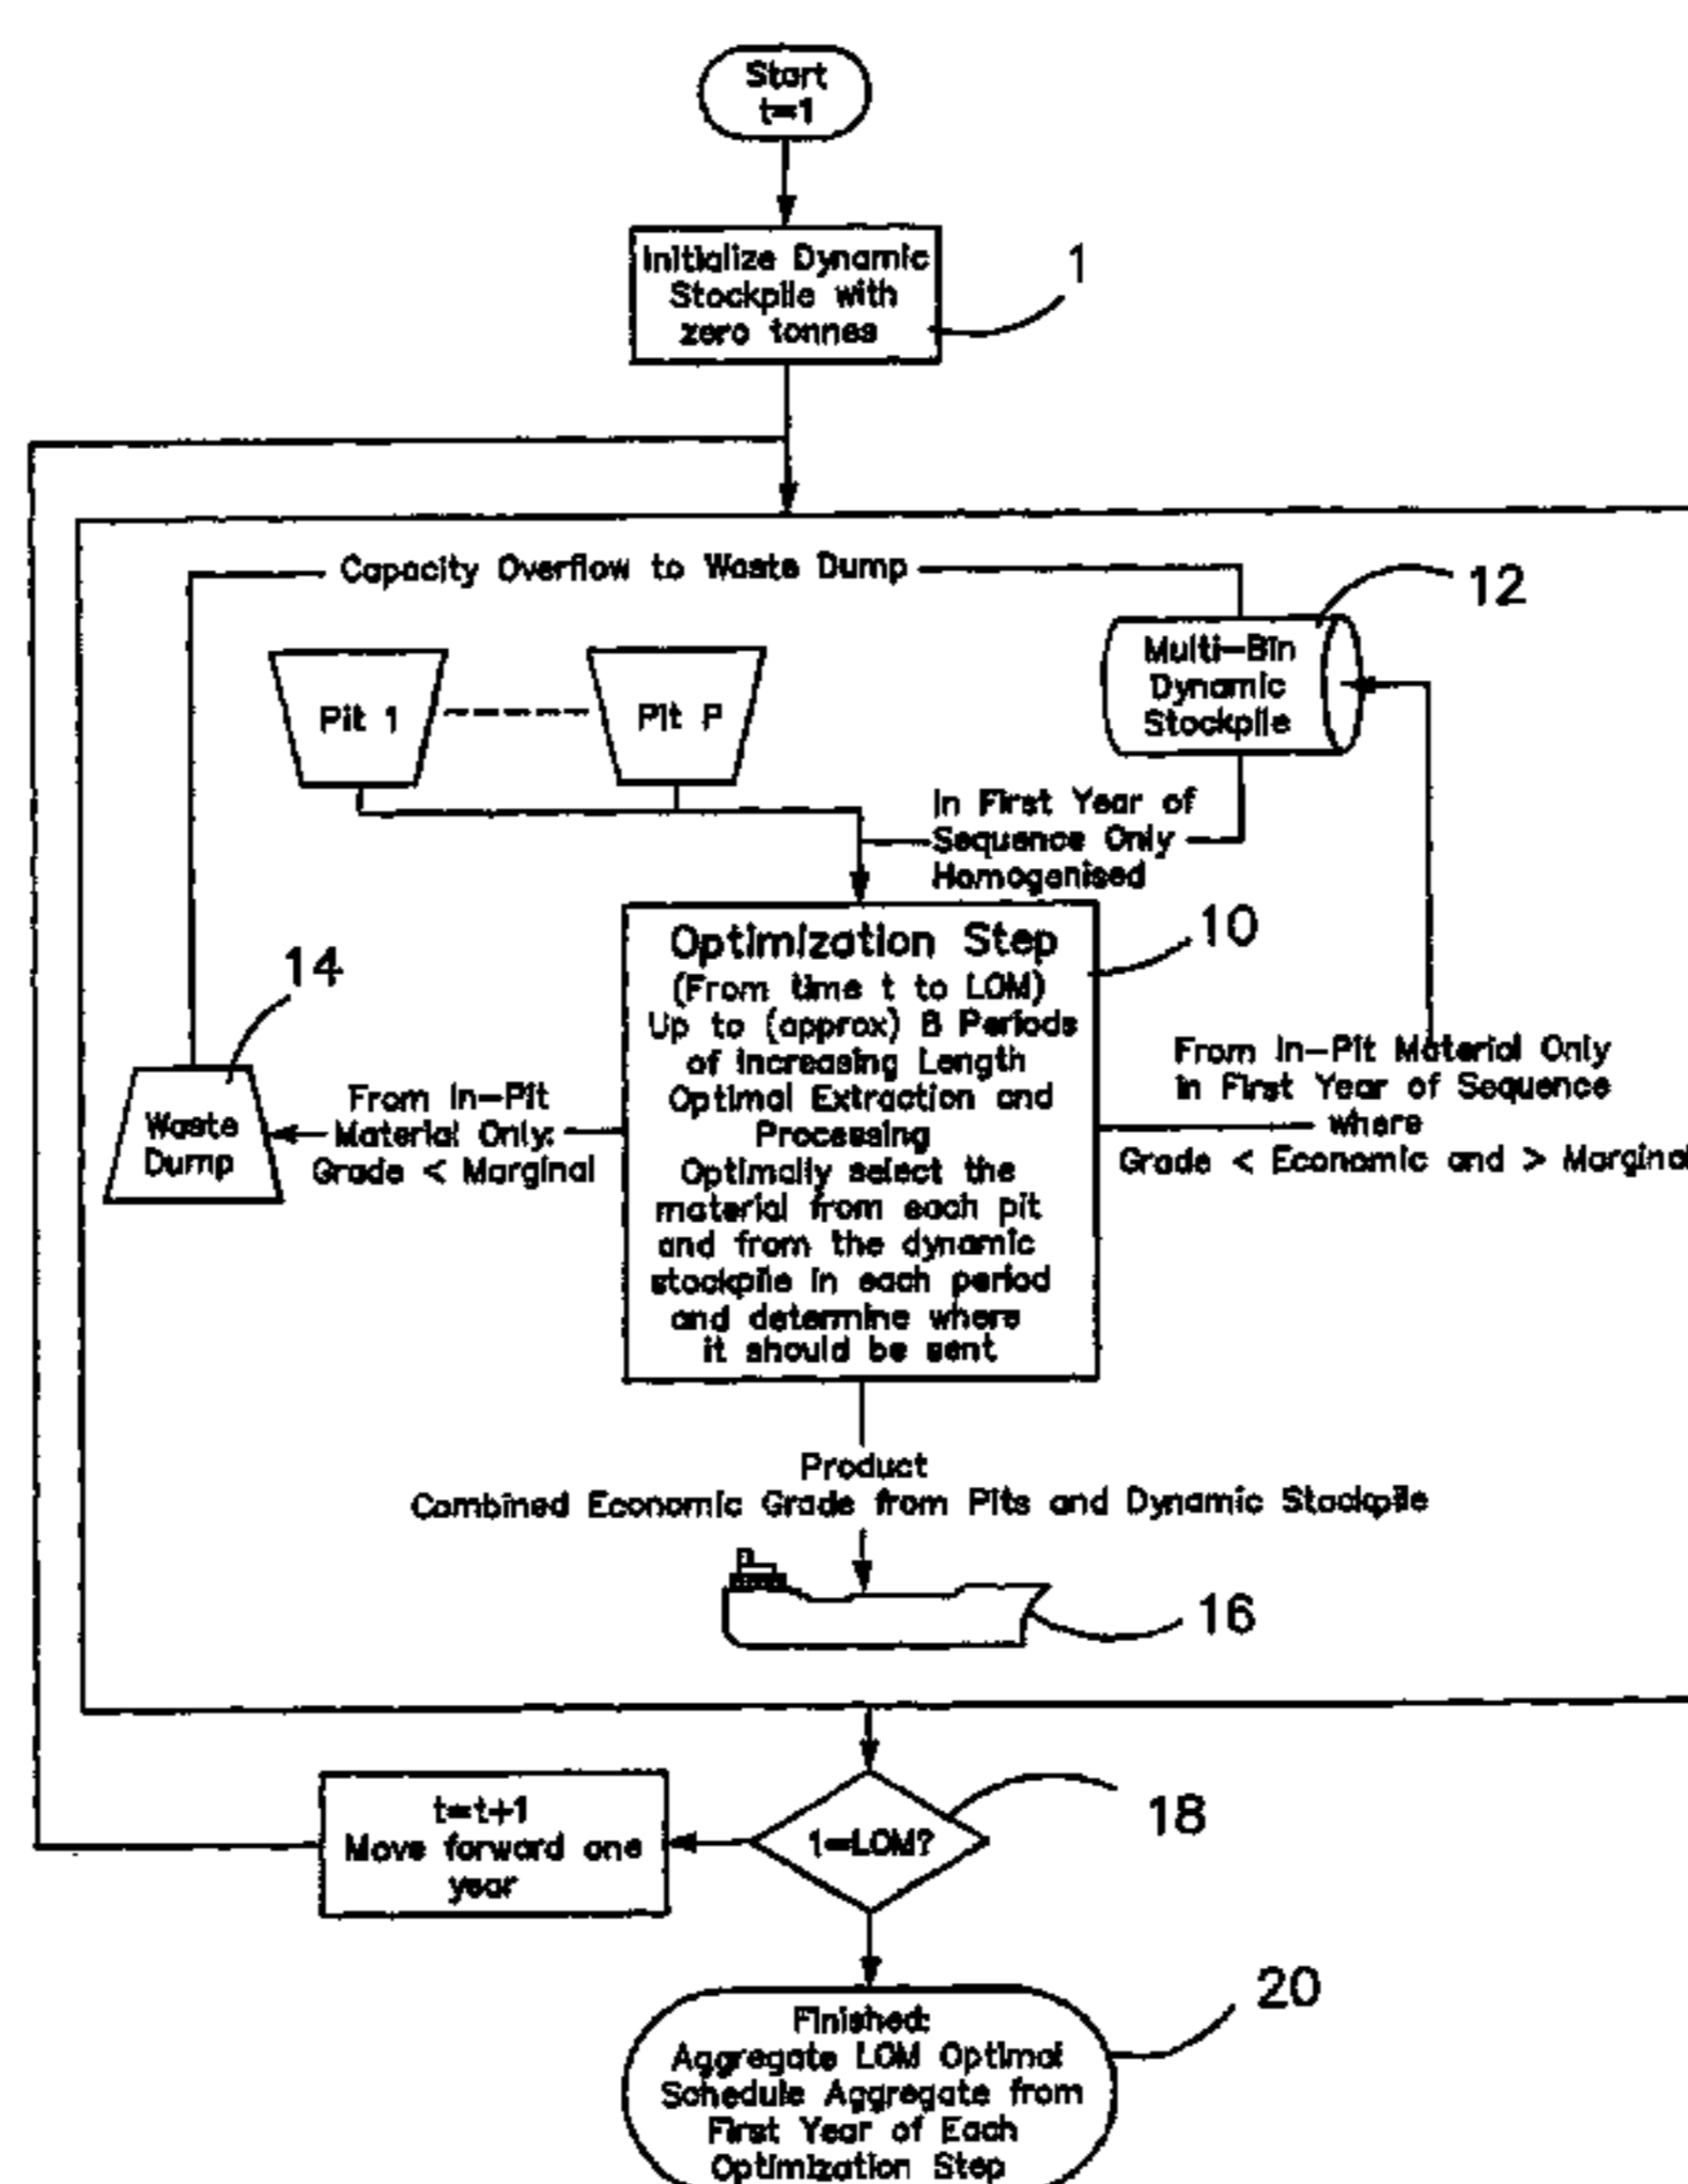 Start
t=1
Initialize Dynamic
Stockpile with
zero tonnes
1
Capacity Overflow to Waste Dump
12
Multi-Bin
Dynamic
Stockpile
Pit 1
Pit P
In First Year of
Sequence Only
Homogenised
10
Optimization Step
(From time t to LOM)
Up to (approx) 8 Periods
of Increasing Length
Optimal Extraction and
Processing
Optimally select the
material from each pit
and from the dynamic
stockpile in each period
and determine where
it should be sent
14
Waste
Dump
From In-Pit
Material Only:
Grade < Marginal
From In-Pit Material Only
in First Year of Sequence
where
Grade < Economic and > Marginal
Product
Combined Economic Grade from Pits and Dynamic Stockpile
16
t=t+1
Move forward one
year
1=LOM?
18
20
Finished:
Aggregate LOM Optimal
Schedule Aggregate from
First Year of Each
Optimization Step